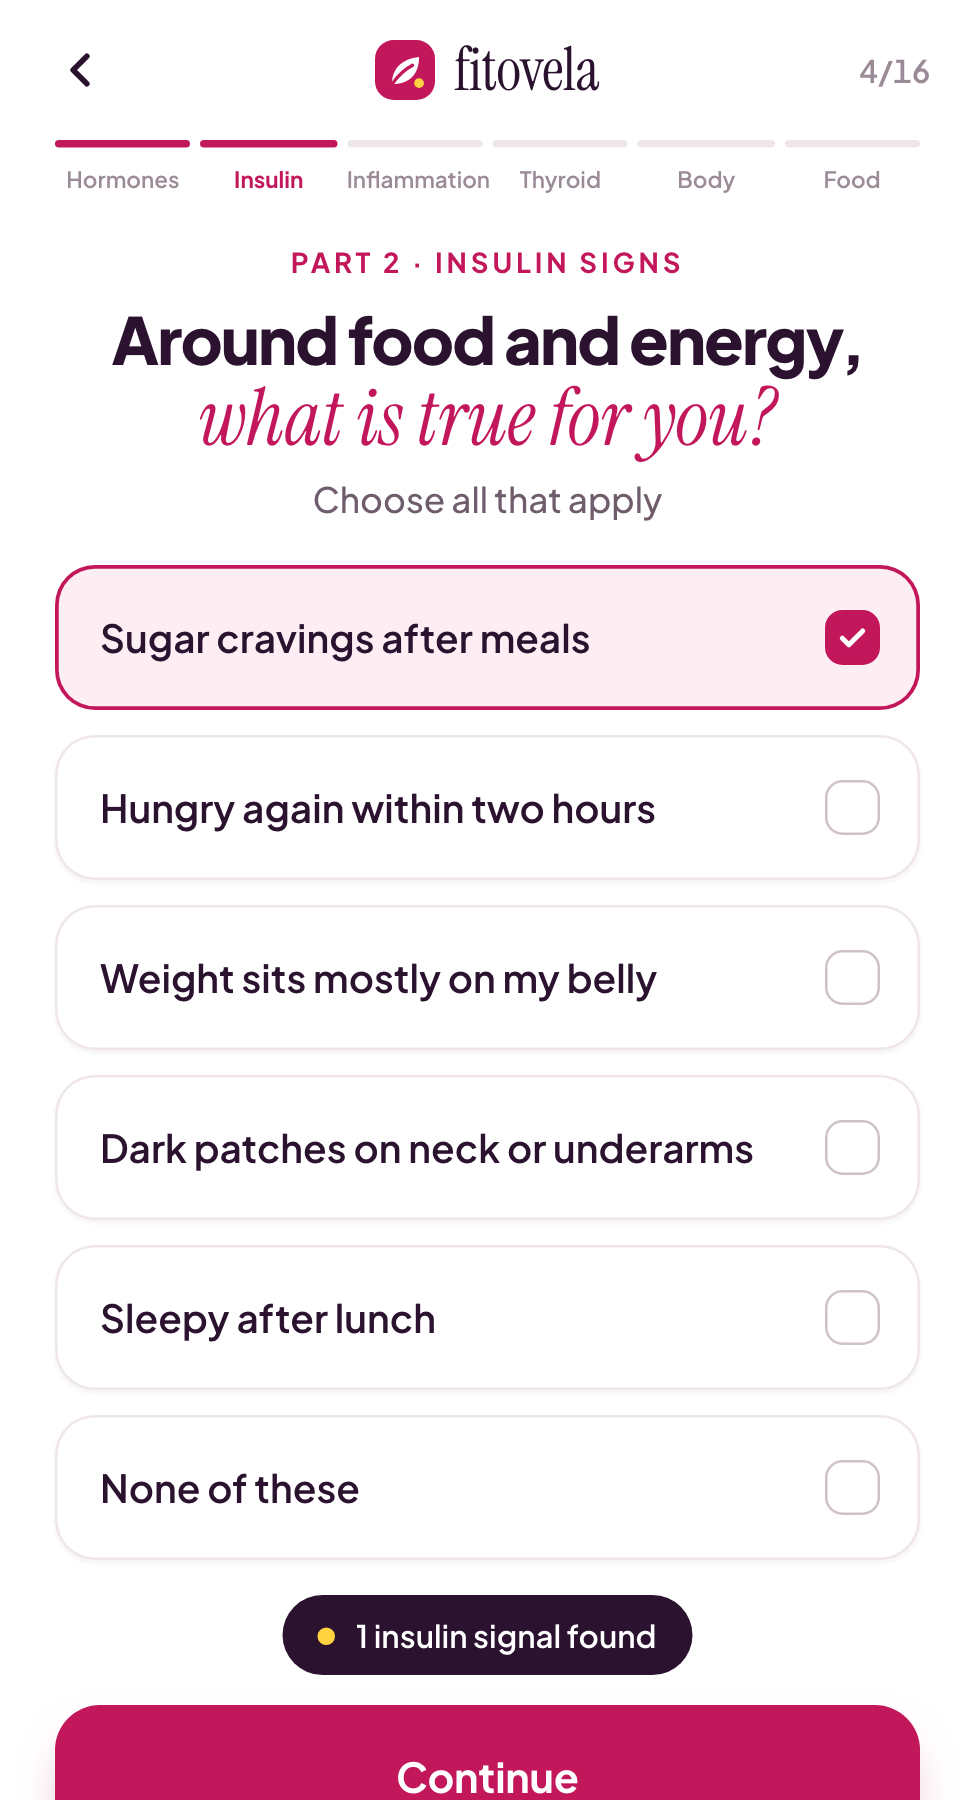 fitovela
4/16
Hormones
Insulin
Inflammation
Thyroid
Body
Food
PART 2 · INSULIN SIGNS
Around food and energy,
what is true for you?
Choose all that apply
Sugar cravings after meals
Hungry again within two hours
Weight sits mostly on my belly
Dark patches on neck or underarms
Sleepy after lunch
None of these
1 insulin signal found
Continue